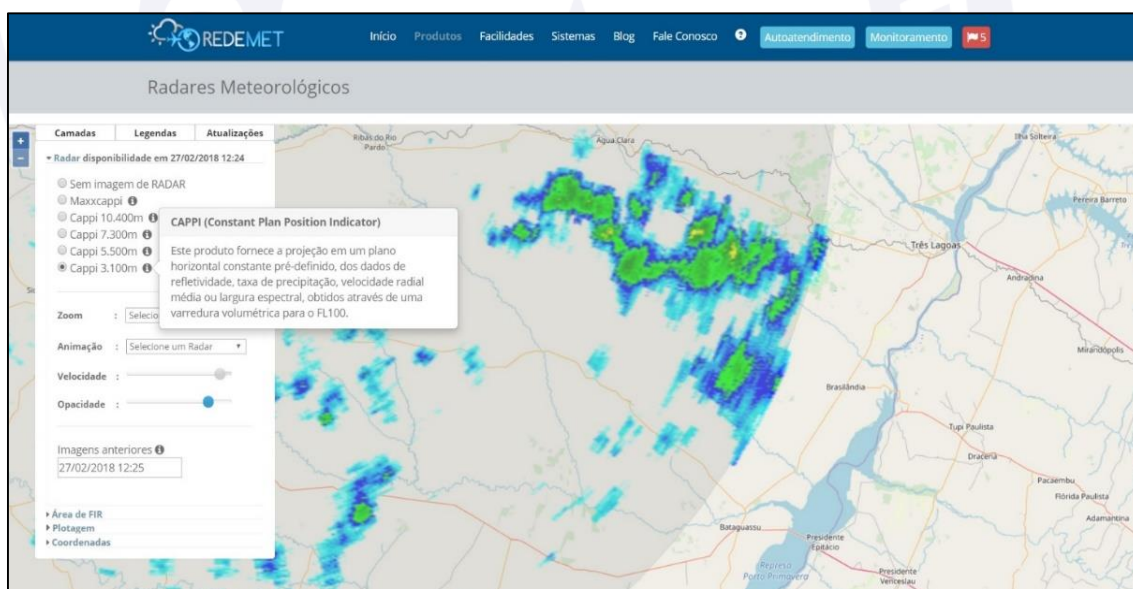 REDEMET
Início Produtos Facilidades Sistemas Blog Fale Conosco ? Autoatendimento Monitoramento 5
Radares Meteorológicos
+
−
Camadas Legendas Atualizações
Radar disponibilidade em 27/02/2018 12:24
Sem imagem de RADAR
Maxxcappi
Cappi 10.400m
Cappi 7.300m
Cappi 5.500m
Cappi 3.100m
CAPPI (Constant Plan Position Indicator)
Este produto fornece a projeção em um plano
horizontal constante pré-definido, dos dados de
refletividade, taxa de precipitação, velocidade radial
média ou largura espectral, obtidos através de uma
varredura volumétrica para o FL100.
Zoom : Selecio
Animação : Selecione um Radar
Velocidade :
Opacidade :
Imagens anteriores
27/02/2018 12:25
Área de FIR
Plotagem
Coordenadas
Ribas do Rio
Pardo
Água Clara
Ilha Solteira
Pereira Barreto
Três Lagoas
Andradina
Mirandópolis
Brasilândia
Tupi Paulista
Dracena
Pacaembu
Flórida Paulista
Adamantina
Bataguassu
Presidente
Epitácio
Represa
Porto Primavera
Presidente
Venceslau